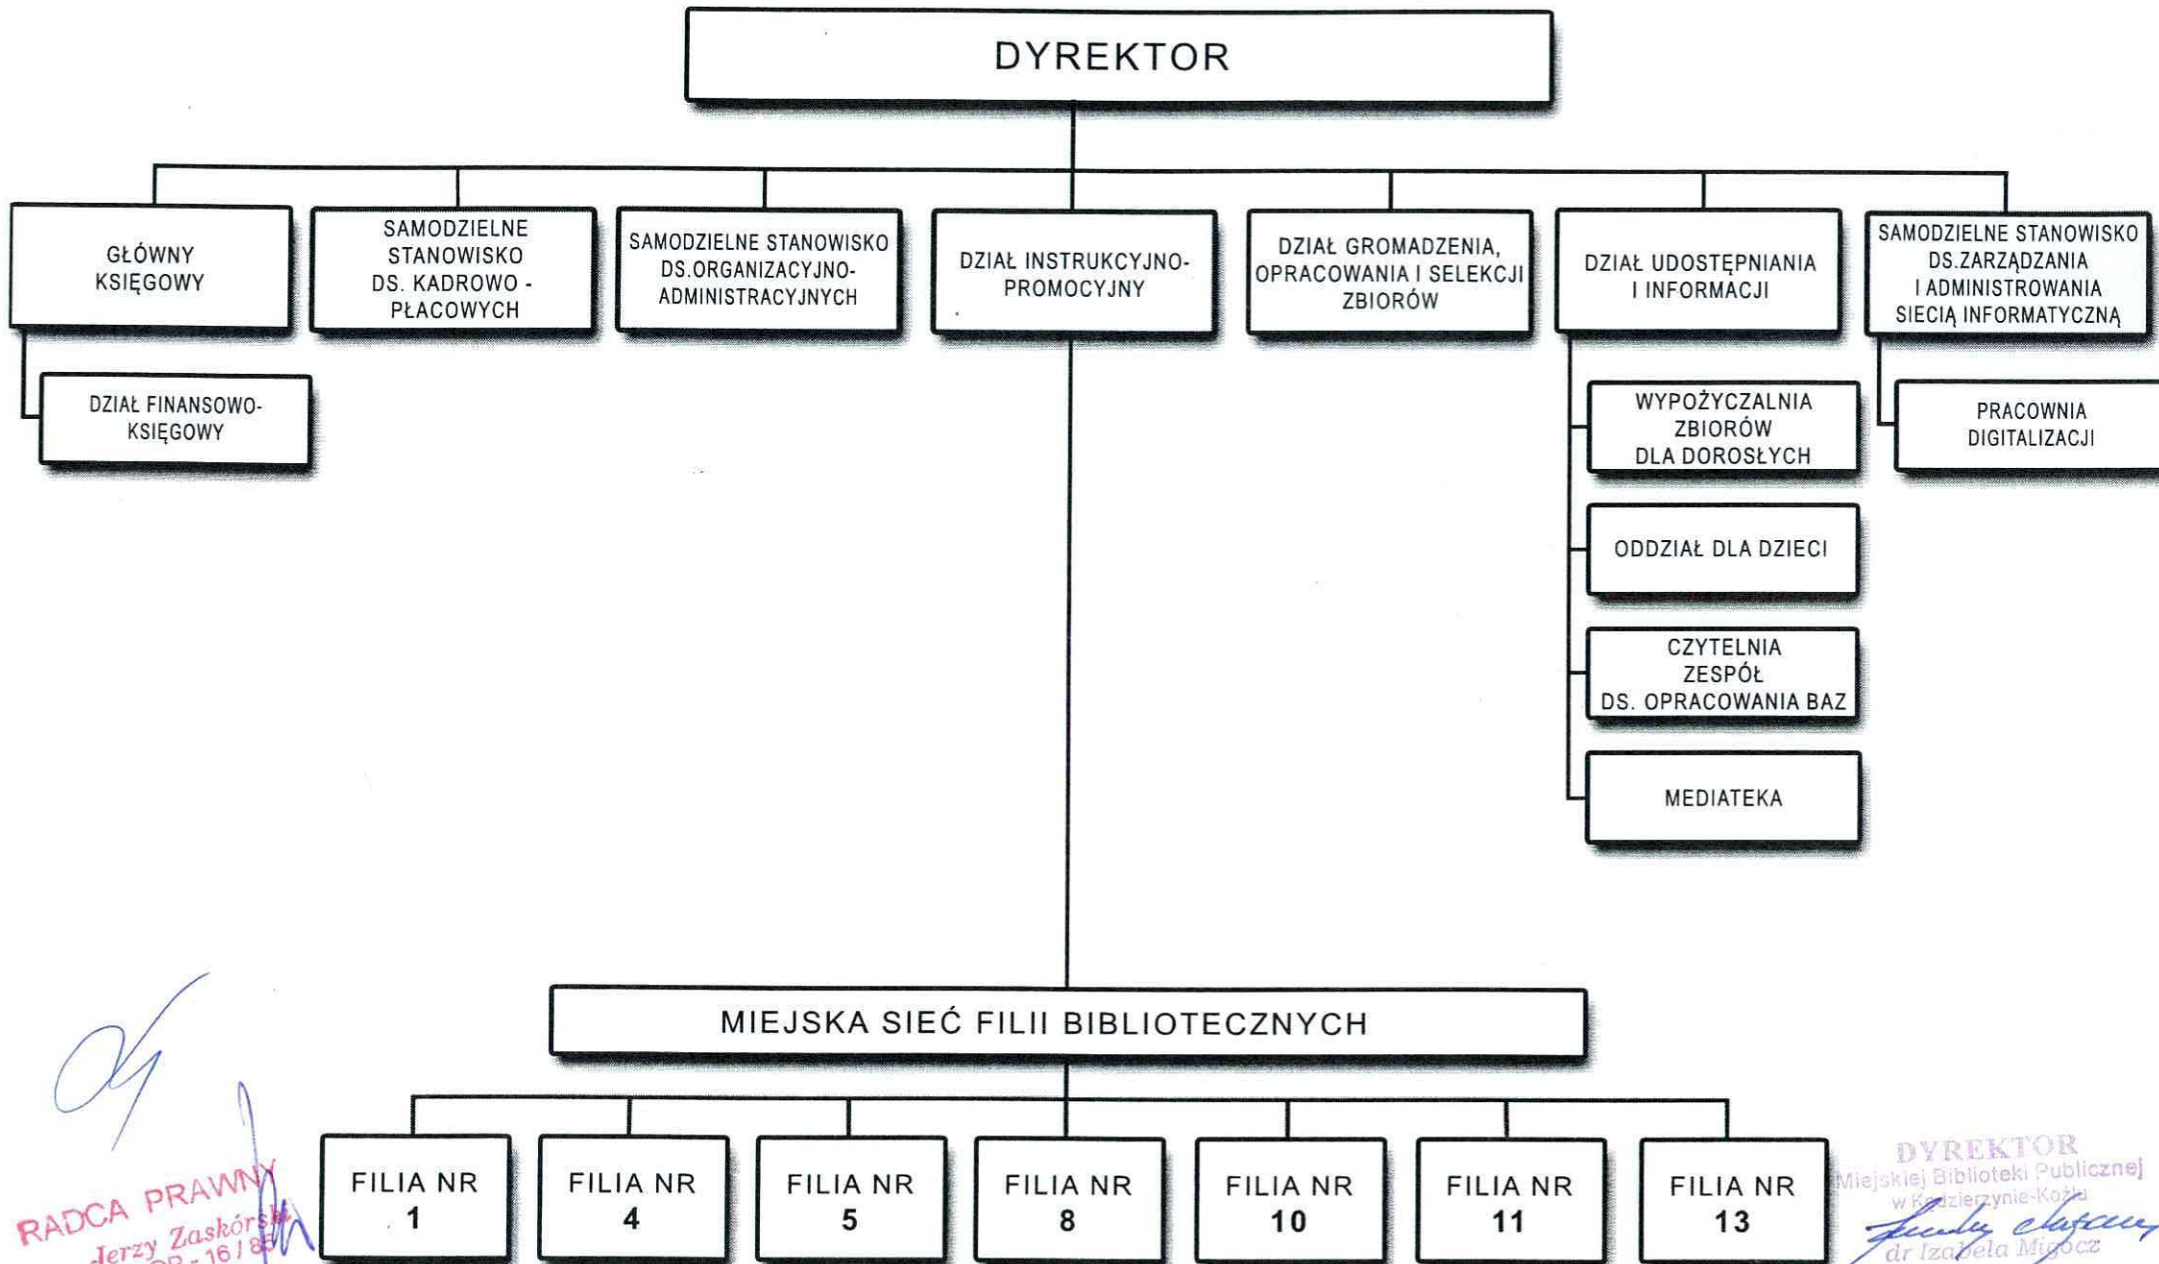 DYREKTOR
GŁÓWNY
KSIĘGOWY
SAMODZIELNE
STANOWISKO
DS. KADROWO -
PŁACOWYCH
SAMODZIELNE STANOWISKO
DS.ORGANIZACYJNO-
ADMINISTRACYJNYCH
DZIAŁ INSTRUKCYJNO-
PROMOCYJNY
DZIAŁ GROMADZENIA,
OPRACOWANIA I SELEKCJI
ZBIORÓW
DZIAŁ UDOSTĘPNIANIA
I INFORMACJI
SAMODZIELNE STANOWISKO
DS.ZARZĄDZANIA
I ADMINISTROWANIA
SIECIĄ INFORMATYCZNĄ
DZIAŁ FINANSOWO-
KSIĘGOWY
WYPOŻYCZALNIA
ZBIORÓW
DLA DOROSŁYCH
PRACOWNIA
DIGITALIZACJI
ODDZIAŁ DLA DZIECI
CZYTELNIA
ZESPÓŁ
DS. OPRACOWANIA BAZ
MEDIATEKA
MIEJSKA SIEĆ FILII BIBLIOTECZNYCH
FILIA NR
1
FILIA NR
4
FILIA NR
5
FILIA NR
8
FILIA NR
10
FILIA NR
11
FILIA NR
13
RADCA PRAWNY
Jerzy Zaskórski
16/85
DYREKTOR
Miejskiej Biblioteki Publicznej
w Kędzierzynie-Koźlu
dr Izabela Migocz